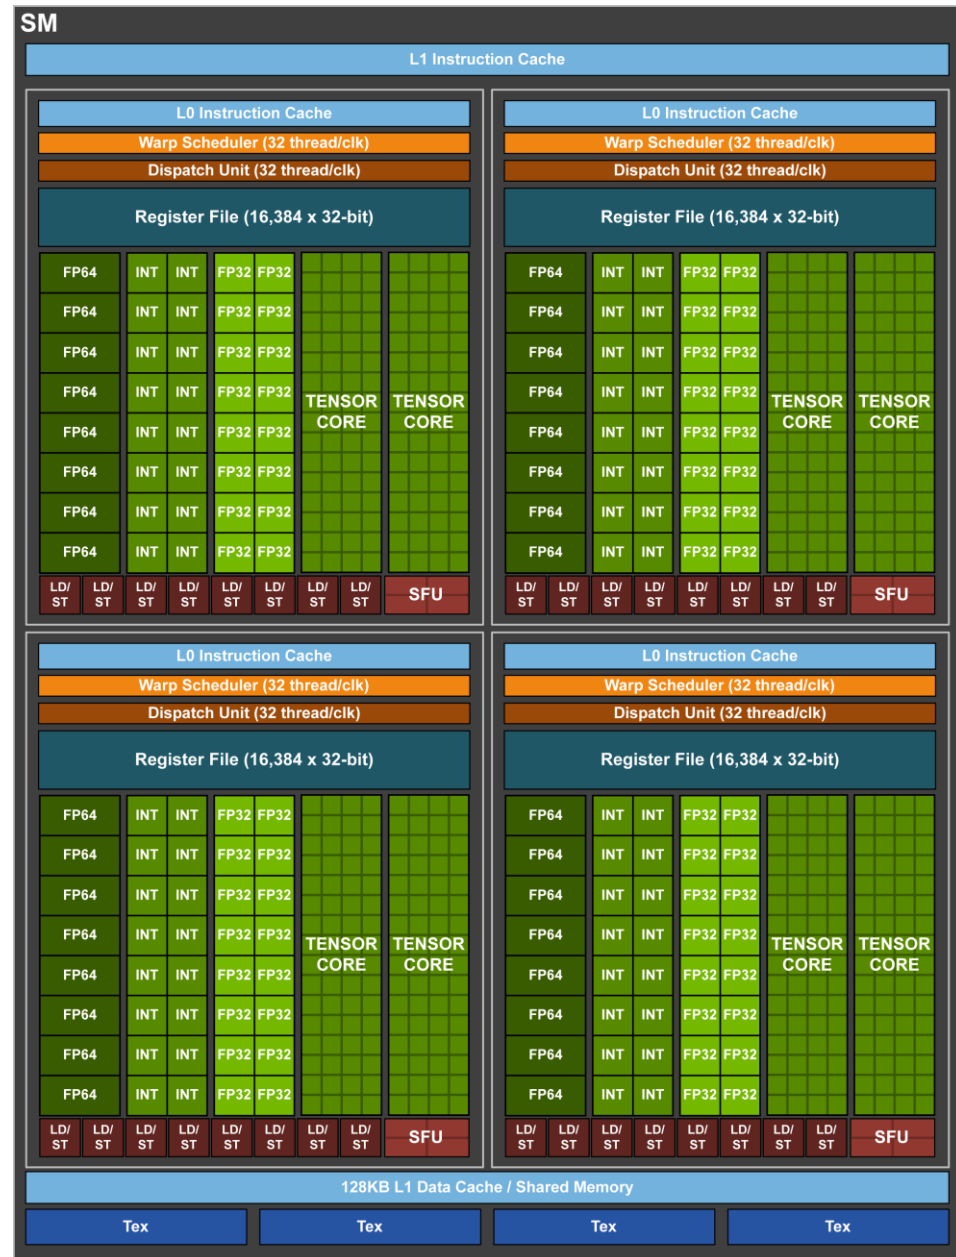 SM
L1 Instruction Cache
L0 Instruction Cache
Warp Scheduler (32 thread/clk)
Dispatch Unit (32 thread/clk)
Register File (16,384 x 32-bit)
FP64 INT INT FP32 FP32
FP64 INT INT FP32 FP32
FP64 INT INT FP32 FP32
FP64 INT INT FP32 FP32
FP64 INT INT FP32 FP32
FP64 INT INT FP32 FP32
FP64 INT INT FP32 FP32
FP64 INT INT FP32 FP32
TENSOR CORE
TENSOR CORE
LD/ST LD/ST LD/ST LD/ST LD/ST LD/ST LD/ST LD/ST SFU
L0 Instruction Cache
Warp Scheduler (32 thread/clk)
Dispatch Unit (32 thread/clk)
Register File (16,384 x 32-bit)
FP64 INT INT FP32 FP32
FP64 INT INT FP32 FP32
FP64 INT INT FP32 FP32
FP64 INT INT FP32 FP32
FP64 INT INT FP32 FP32
FP64 INT INT FP32 FP32
FP64 INT INT FP32 FP32
FP64 INT INT FP32 FP32
TENSOR CORE
TENSOR CORE
LD/ST LD/ST LD/ST LD/ST LD/ST LD/ST LD/ST LD/ST SFU
L0 Instruction Cache
Warp Scheduler (32 thread/clk)
Dispatch Unit (32 thread/clk)
Register File (16,384 x 32-bit)
FP64 INT INT FP32 FP32
FP64 INT INT FP32 FP32
FP64 INT INT FP32 FP32
FP64 INT INT FP32 FP32
FP64 INT INT FP32 FP32
FP64 INT INT FP32 FP32
FP64 INT INT FP32 FP32
FP64 INT INT FP32 FP32
TENSOR CORE
TENSOR CORE
LD/ST LD/ST LD/ST LD/ST LD/ST LD/ST LD/ST LD/ST SFU
L0 Instruction Cache
Warp Scheduler (32 thread/clk)
Dispatch Unit (32 thread/clk)
Register File (16,384 x 32-bit)
FP64 INT INT FP32 FP32
FP64 INT INT FP32 FP32
FP64 INT INT FP32 FP32
FP64 INT INT FP32 FP32
FP64 INT INT FP32 FP32
FP64 INT INT FP32 FP32
FP64 INT INT FP32 FP32
FP64 INT INT FP32 FP32
TENSOR CORE
TENSOR CORE
LD/ST LD/ST LD/ST LD/ST LD/ST LD/ST LD/ST LD/ST SFU
128KB L1 Data Cache / Shared Memory
Tex Tex Tex Tex